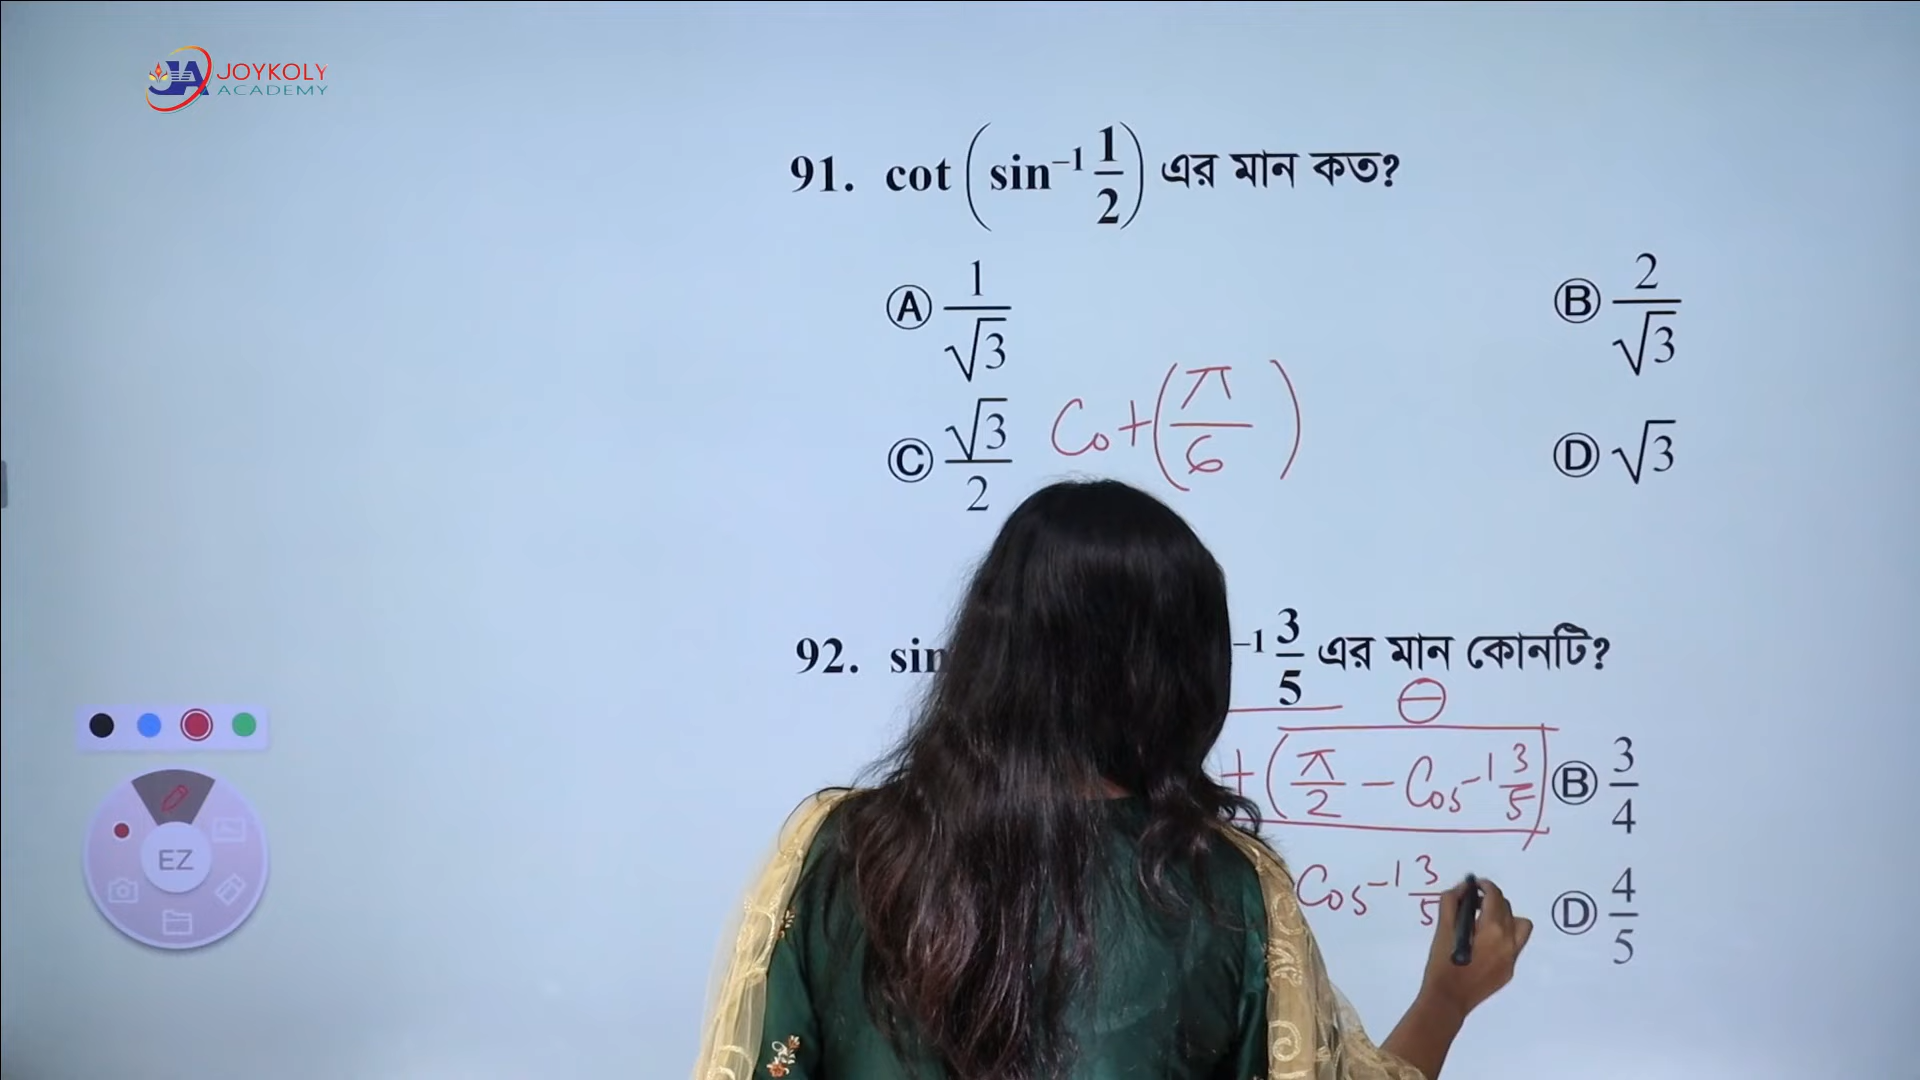 JOYKOLY
ACADEMY
91. cot (sin⁻¹ 1/2) এর মান কত?
Ⓐ 1/√3
Ⓑ 2/√3
Ⓒ √3/2
Cot (π/6)
Ⓓ √3
92. sin ⁻¹ 3/5 এর মান কোনটি?
θ
+ (π/2 - Cos⁻¹ 3/5)
Ⓑ 3/4
Cos⁻¹ 3/5
Ⓓ 4/5
EZ